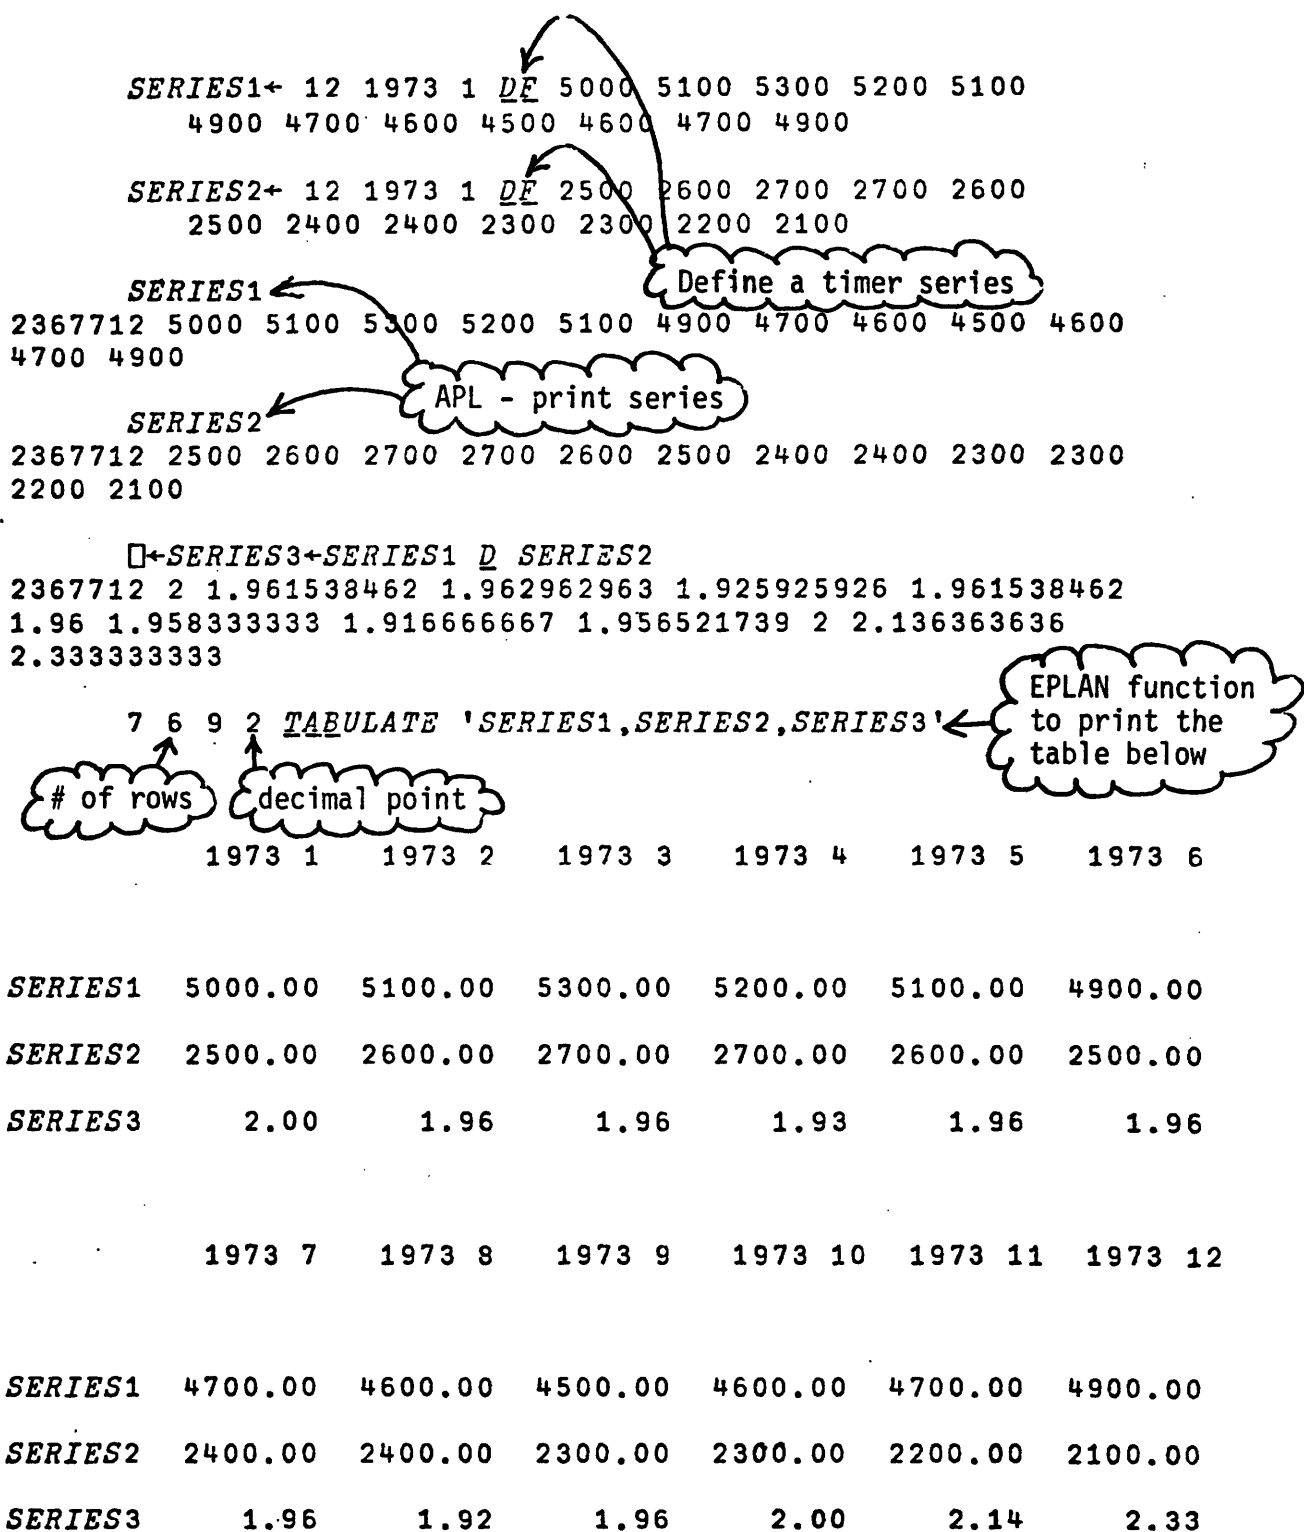 SERIES1← 12 1973 1 DF 5000 5100 5300 5200 5100
4900 4700 4600 4500 4600 4700 4900
SERIES2← 12 1973 1 DF 2500 2600 2700 2700 2600
2500 2400 2400 2300 2300 2200 2100
Define a timer series
SERIES1
2367712 5000 5100 5300 5200 5100 4900 4700 4600 4500 4600
4700 4900
APL - print series
SERIES2
2367712 2500 2600 2700 2700 2600 2500 2400 2400 2300 2300
2200 2100
⎕←SERIES3←SERIES1 D SERIES2
2367712 2 1.961538462 1.962962963 1.925925926 1.961538462
1.96 1.958333333 1.916666667 1.956521739 2 2.136363636
2.333333333
EPLAN function
to print the
table below
7 6 9 2 TABULATE 'SERIES1,SERIES2,SERIES3'
# of rows
decimal point
1973 1 1973 2 1973 3 1973 4 1973 5 1973 6
SERIES1 5000.00 5100.00 5300.00 5200.00 5100.00 4900.00
SERIES2 2500.00 2600.00 2700.00 2700.00 2600.00 2500.00
SERIES3 2.00 1.96 1.96 1.93 1.96 1.96
1973 7 1973 8 1973 9 1973 10 1973 11 1973 12
SERIES1 4700.00 4600.00 4500.00 4600.00 4700.00 4900.00
SERIES2 2400.00 2400.00 2300.00 2300.00 2200.00 2100.00
SERIES3 1.96 1.92 1.96 2.00 2.14 2.33